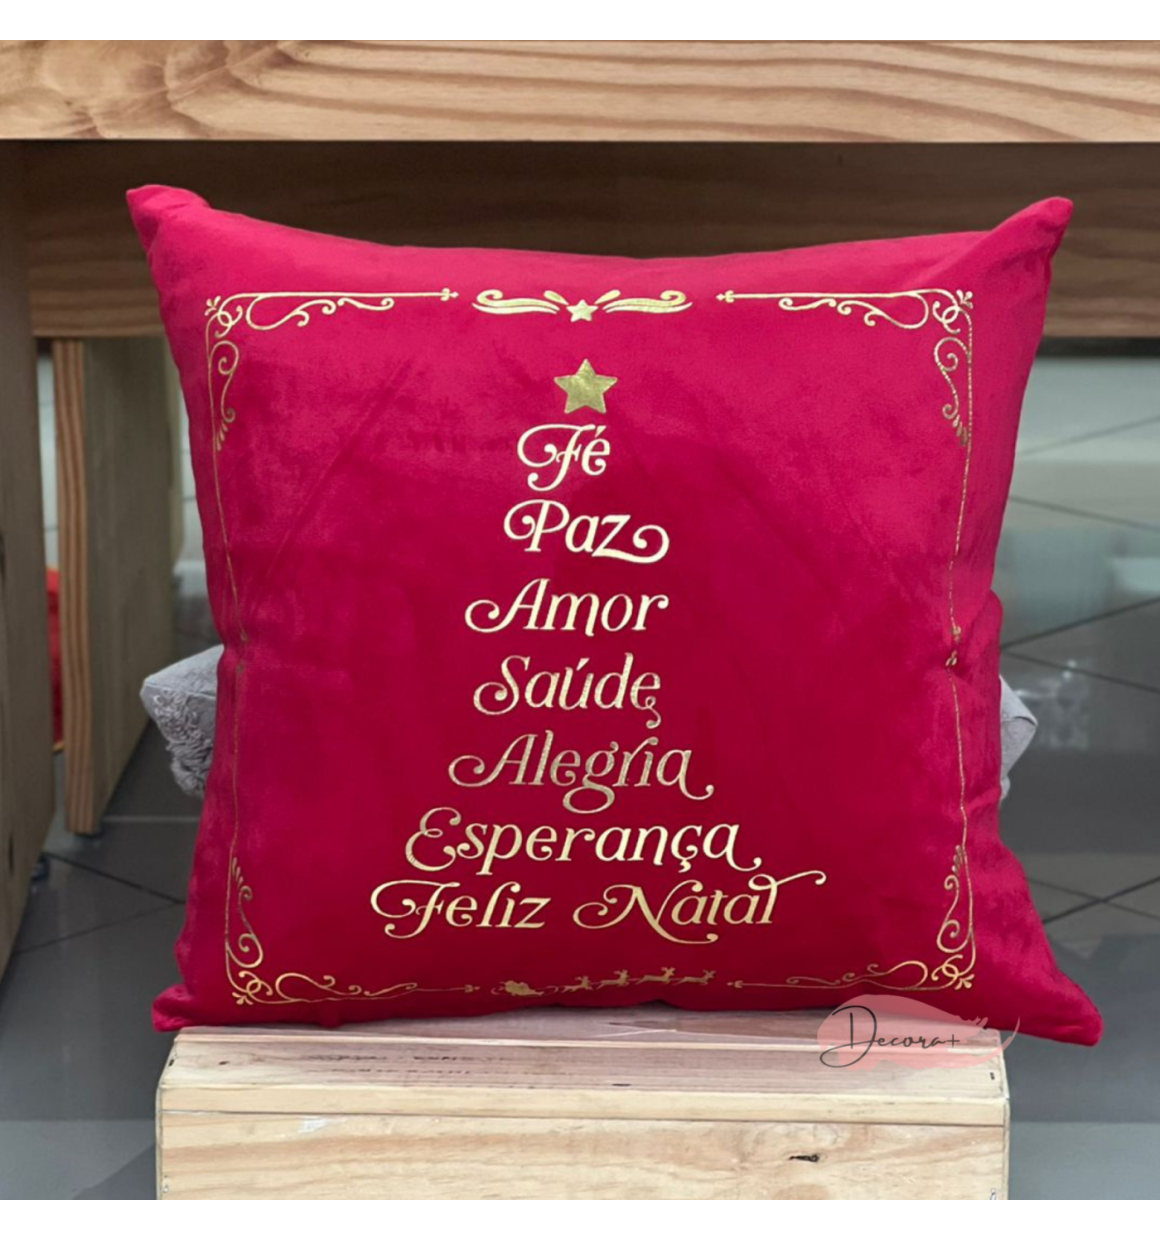 Fé
Paz
Amor
Saúde
Alegria
Esperança
Feliz Natal
Decora+